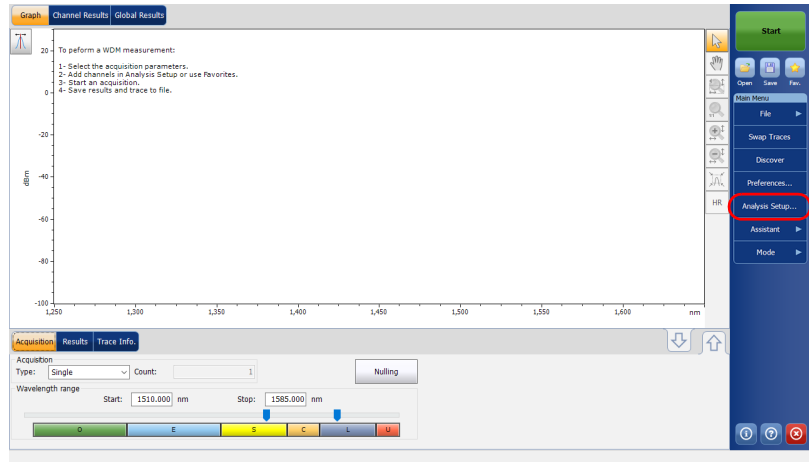 Graph Channel Results Global Results
To peform a WDM measurement:
1- Select the acquisition parameters.
2- Add channels in Analysis Setup or use Favorites.
3- Start an acquisition.
4- Save results and trace to file.
20
0
-20
-40
-60
-80
-100
dBm
1,250 1,300 1,350 1,400 1,450 1,500 1,550 1,600 nm
HR
Acquisition Results Trace Info.
Acquisition
Type: Single Count: 1 Nulling
Wavelength range
Start: 1510.000 nm Stop: 1585.000 nm
O E S C L U
Start
Open Save Fav.
Main Menu
File
Swap Traces
Discover
Preferences...
Analysis Setup...
Assistant
Mode